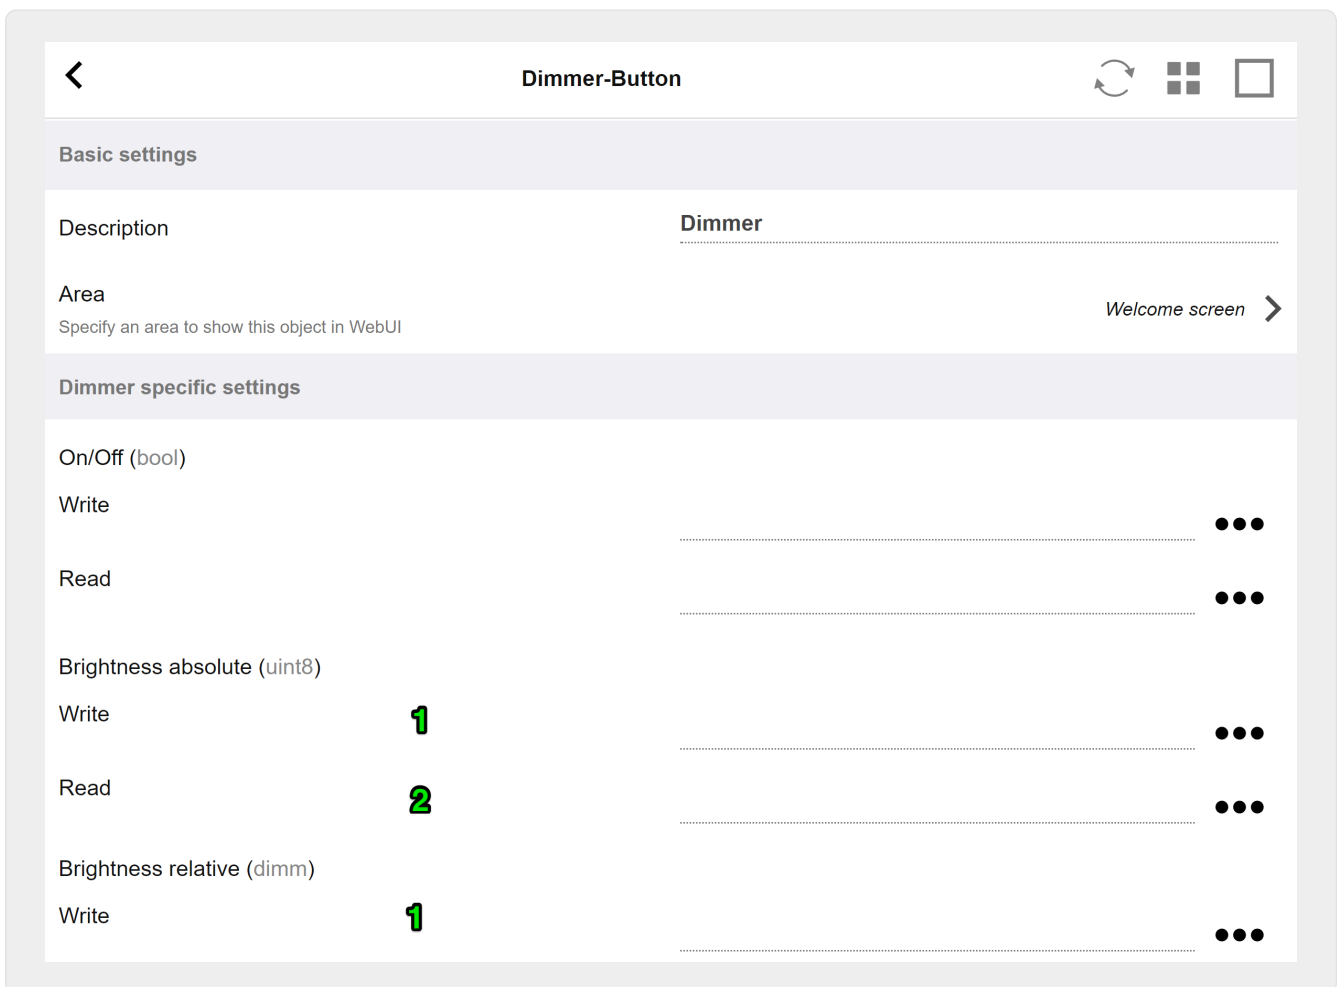 Dimmer-Button
Basic settings
Description Dimmer
Area
Specify an area to show this object in WebUI
Welcome screen
Dimmer specific settings
On/Off (bool)
Write
Read
Brightness absolute (uint8)
Write 1
Read 2
Brightness relative (dimm)
Write 1